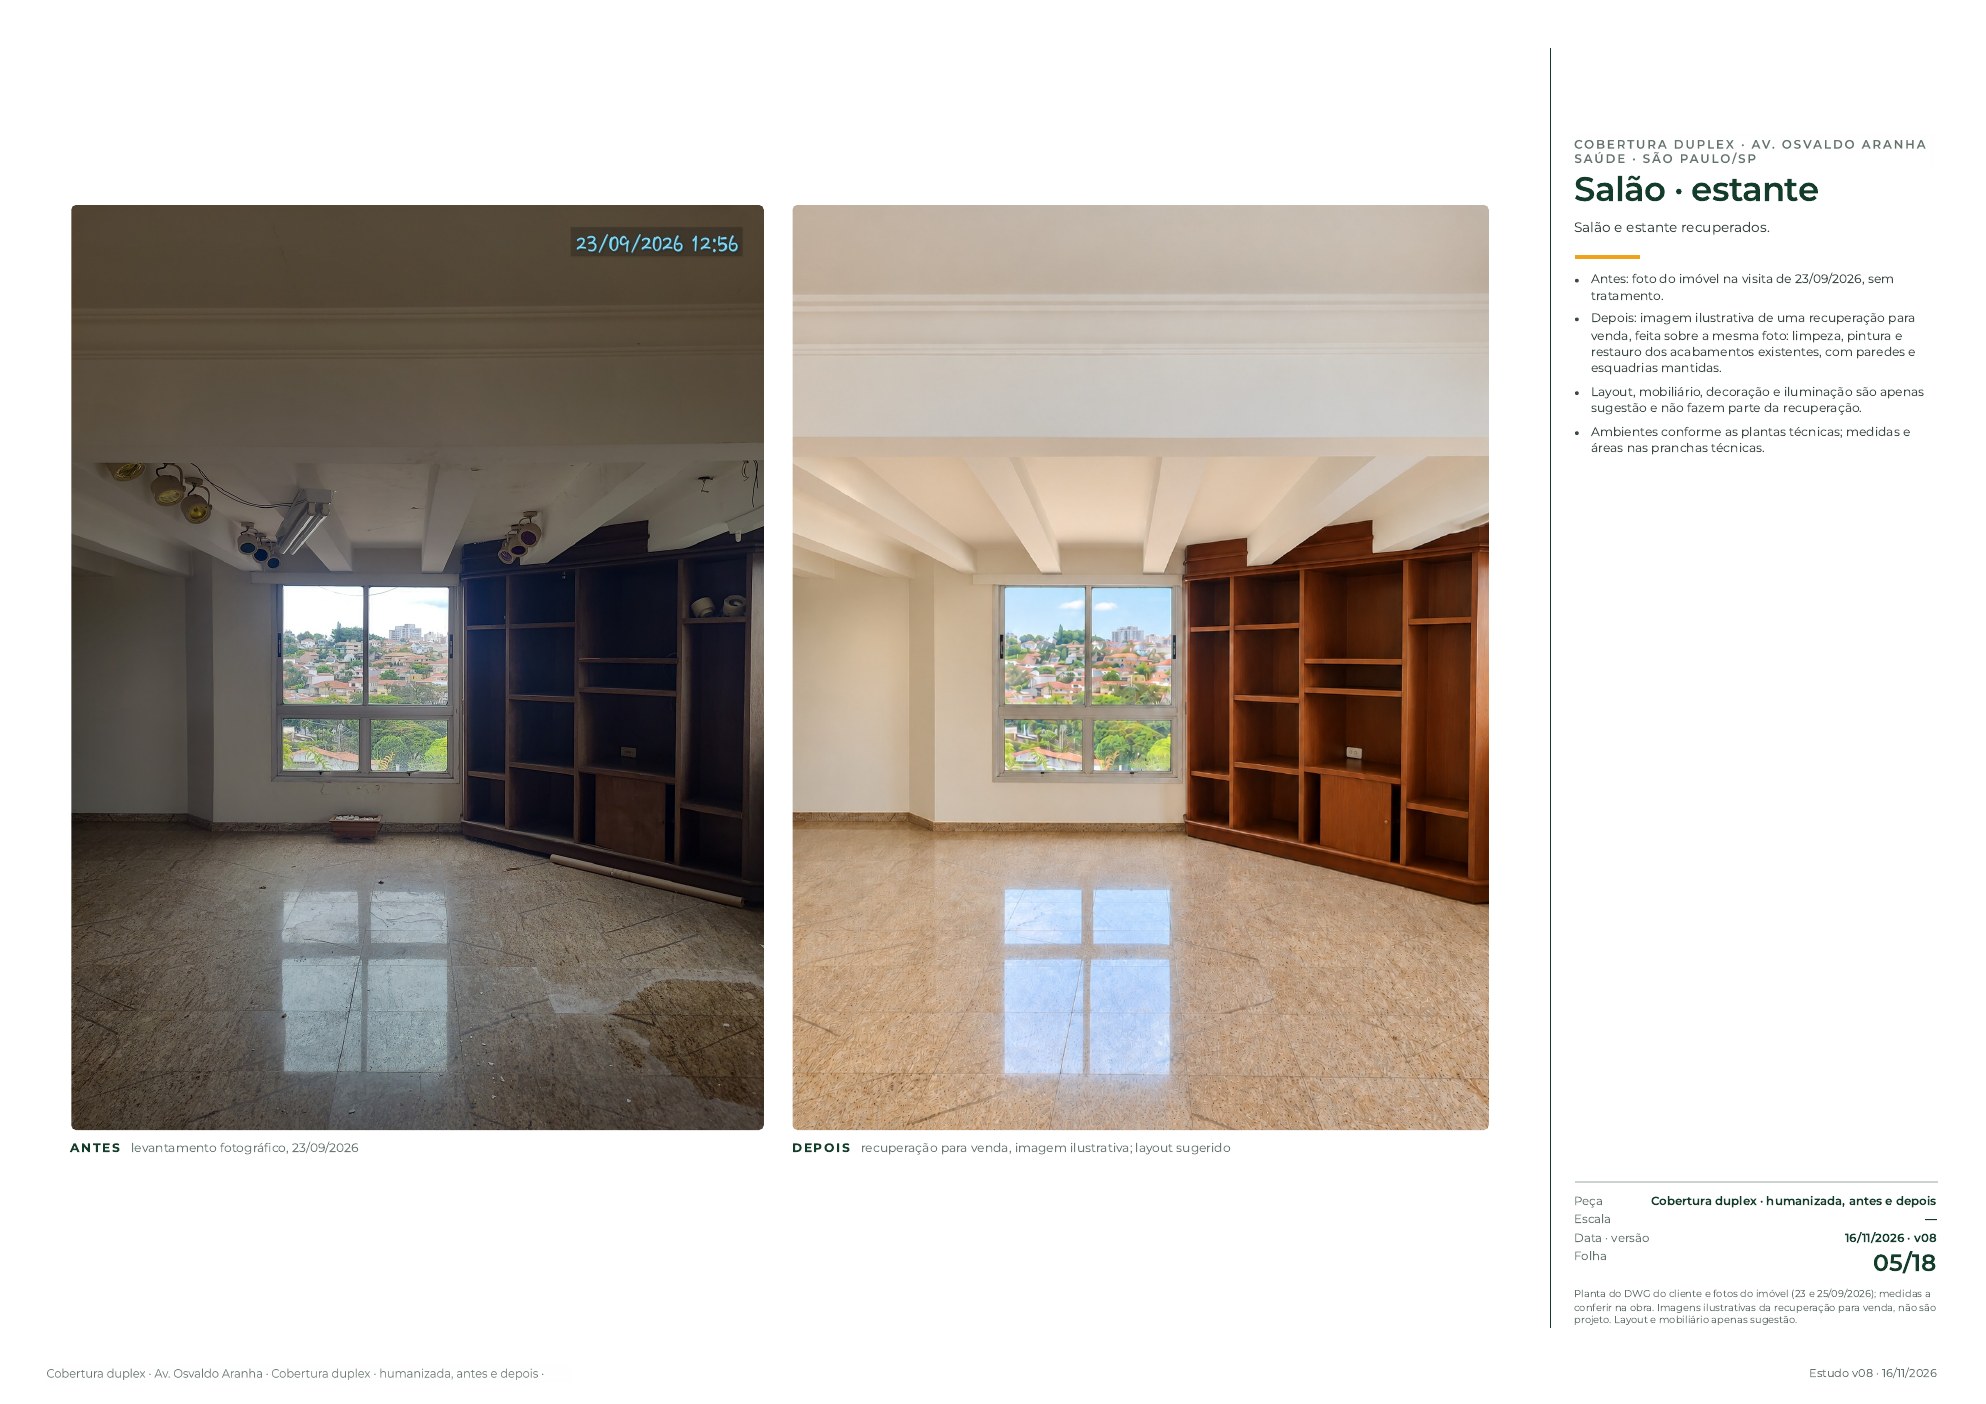 COBERTURA DUPLEX · AV. OSVALDO ARANHA
SAÚDE · SÃO PAULO/SP
Salão · estante
Salão e estante recuperados.
• Antes: foto do imóvel na visita de 23/09/2026, sem
tratamento.
• Depois: imagem ilustrativa de uma recuperação para
venda, feita sobre a mesma foto: limpeza, pintura e
restauro dos acabamentos existentes, com paredes e
esquadrias mantidas.
• Layout, mobiliário, decoração e iluminação são apenas
sugestão e não fazem parte da recuperação.
• Ambientes conforme as plantas técnicas; medidas e
áreas nas pranchas técnicas.
23/09/2026 12:56
ANTES levantamento fotográfico, 23/09/2026
DEPOIS recuperação para venda, imagem ilustrativa; layout sugerido
Peça Cobertura duplex · humanizada, antes e depois
Escala —
Data · versão 16/11/2026 · v08
Folha 05/18
Planta do DWG do cliente e fotos do imóvel (23 e 25/09/2026); medidas a
conferir na obra. Imagens ilustrativas da recuperação para venda, não são
projeto. Layout e mobiliário apenas sugestão.
Cobertura duplex · Av. Osvaldo Aranha · Cobertura duplex · humanizada, antes e depois ·
Estudo v08 · 16/11/2026